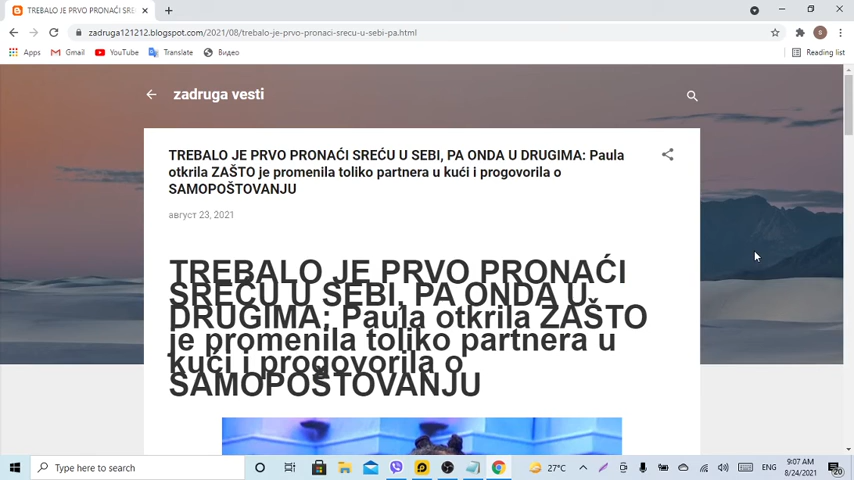 TREBALO JE PRVO PRONAĆI SREĆ
zadruga121212.blogspot.com/2021/08/trebalo-je-prvo-pronaci-srecu-u-sebi-pa.html
Apps Gmail YouTube Translate Видео Reading list
zadruga vesti
TREBALO JE PRVO PRONAĆI SREĆU U SEBI, PA ONDA U DRUGIMA: Paula
otkrila ZAŠTO je promenila toliko partnera u kući i progovorila o
SAMOPOŠTOVANJU
август 23, 2021
TREBALO JE PRVO PRONAĆI
SREĆU U SEBI, PA ONDA U
DRUGIMA: Paula otkrila ZAŠTO
je promenila toliko partnera u
kući i progovorila o
SAMOPOŠTOVANJU
Type here to search
27°C
ENG
9:07 AM
8/24/2021
20